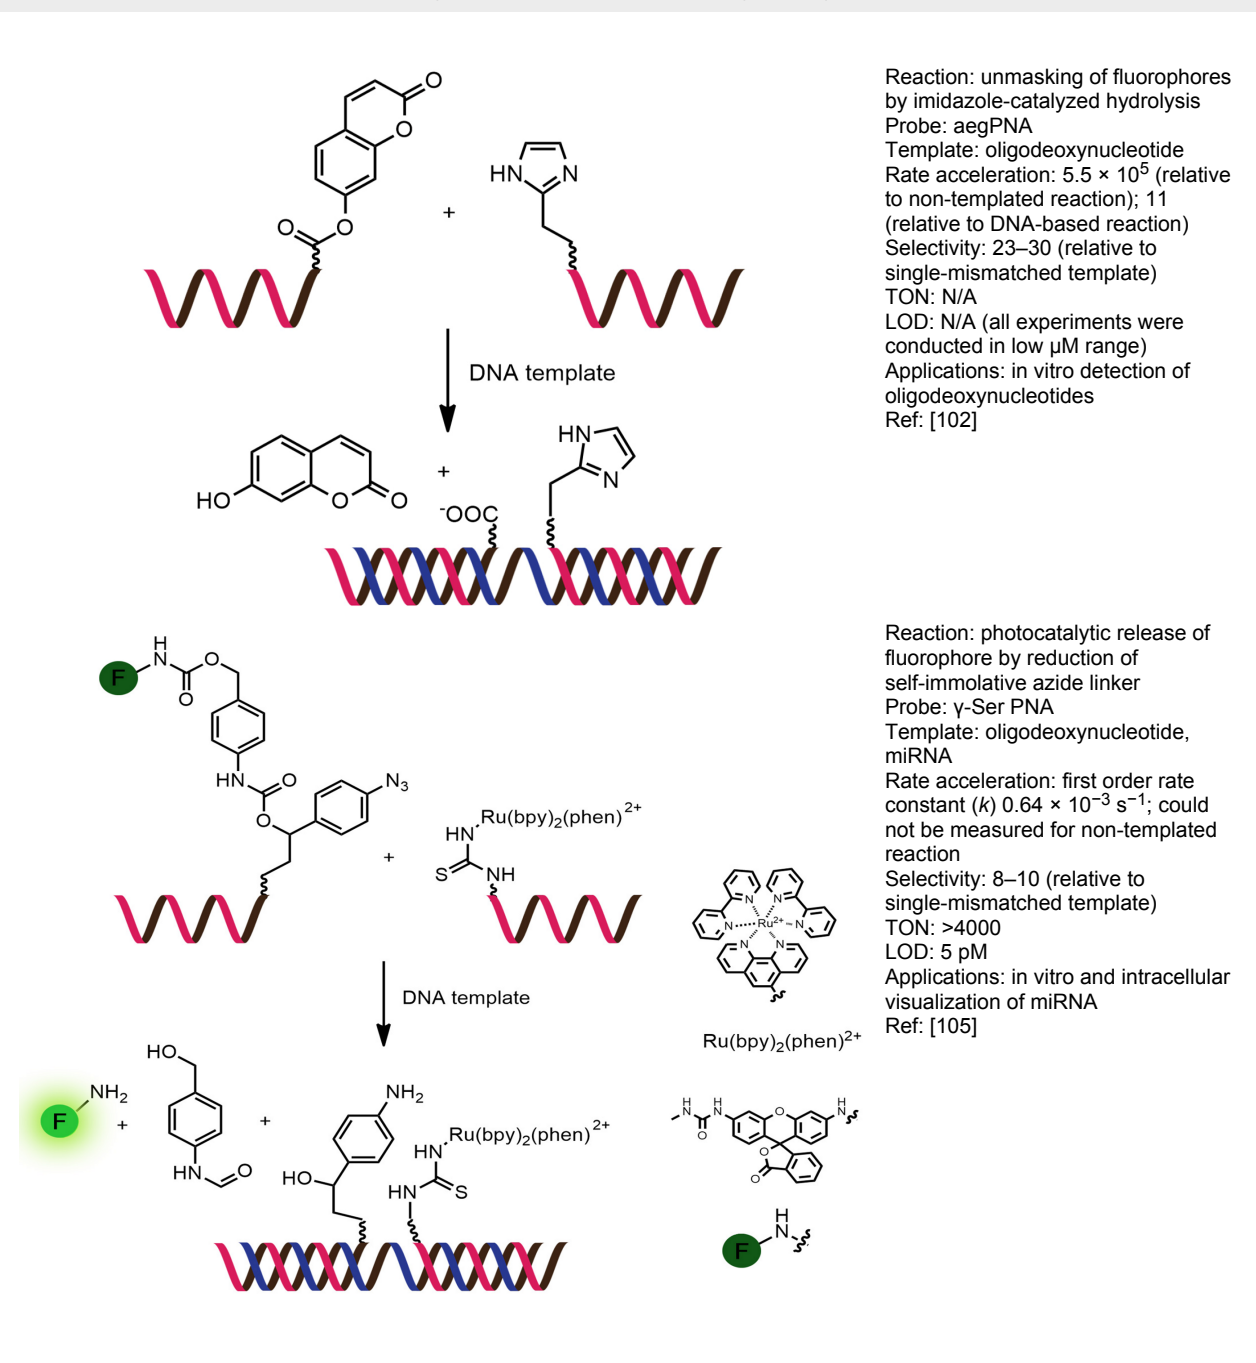 O
O
O
O
HN
N
+
Reaction: unmasking of fluorophores
by imidazole-catalyzed hydrolysis
Probe: aegPNA
Template: oligodeoxynucleotide
Rate acceleration: 5.5 × 10⁵ (relative
to non-templated reaction); 11
(relative to DNA-based reaction)
Selectivity: 23–30 (relative to
single-mismatched template)
TON: N/A
LOD: N/A (all experiments were
conducted in low µM range)
Applications: in vitro detection of
oligodeoxynucleotides
Ref: [102]
DNA template
HO
O
O
+
⁻OOC
HN
N
F
H
N
O
O
HN
O
O
N₃
+
Ru(bpy)₂(phen)²⁺
HN
S
NH
Reaction: photocatalytic release of
fluorophore by reduction of
self-immolative azide linker
Probe: γ-Ser PNA
Template: oligodeoxynucleotide,
miRNA
Rate acceleration: first order rate
constant (k) 0.64 × 10⁻³ s⁻¹; could
not be measured for non-templated
reaction
Selectivity: 8–10 (relative to
single-mismatched template)
TON: >4000
LOD: 5 pM
Applications: in vitro and intracellular
visualization of miRNA
Ref: [105]
N
N
N
Ru²⁺
N
N
N
Ru(bpy)₂(phen)²⁺
DNA template
F
NH₂
+
HO
HN
O
+
NH₂
HO
Ru(bpy)₂(phen)²⁺
HN
HN
S
H
N
H
N
O
O
H
N
O
O
F
H
N